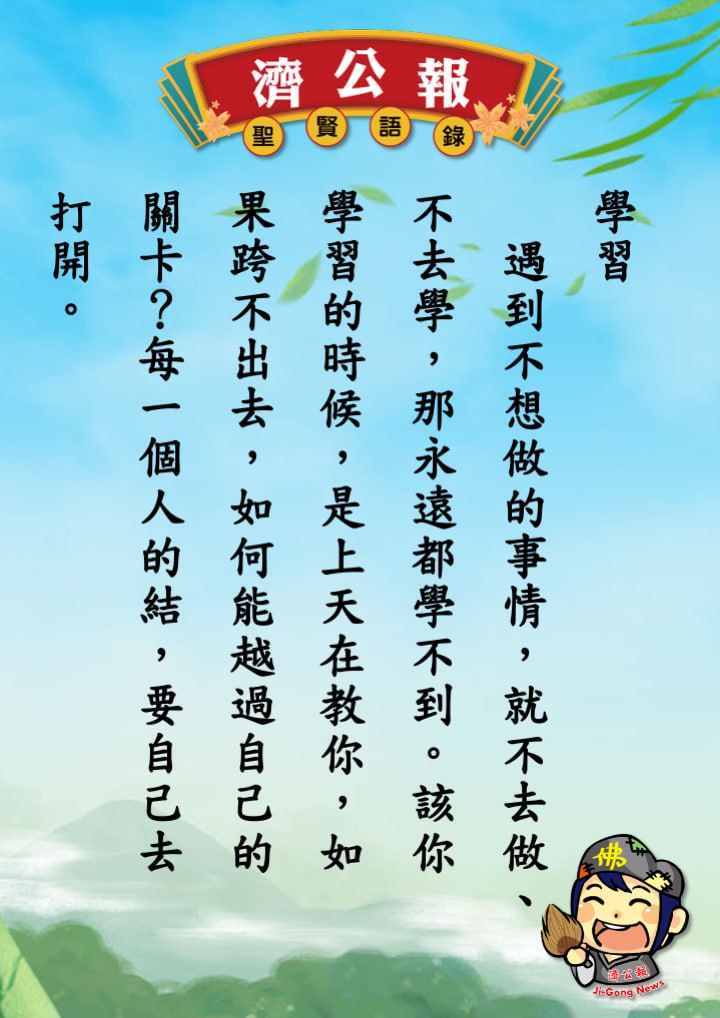 濟公報
聖賢語錄
學習
遇到不想做的事情，就不去做、
不去學，那永遠都學不到。該你
學習的時候，是上天在教你，如
果跨不出去，如何能越過自己的
關卡？每一個人的結，要自己去
打開。
佛
濟公報
Ji-Gong News